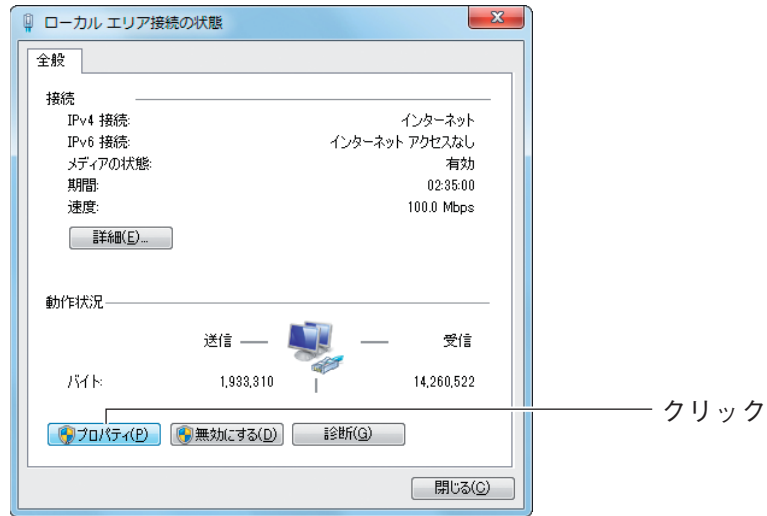 ローカル エリア接続の状態
全般
接続
IPv4 接続: インターネット
IPv6 接続: インターネット アクセスなし
メディアの状態: 有効
期間: 02:35:00
速度: 100.0 Mbps
詳細(E)...
動作状況
送信 受信
バイト: 1,933,310 14,260,522
プロパティ(P) 無効にする(D) 診断(G)
クリック
閉じる(C)